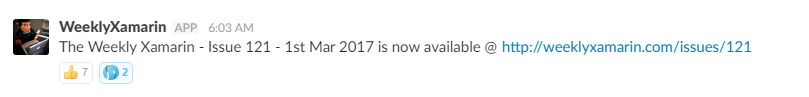 WeeklyXamarin APP 6:03 AM
The Weekly Xamarin - Issue 121 - 1st Mar 2017 is now available @ http://weeklyxamarin.com/issues/121
7 2